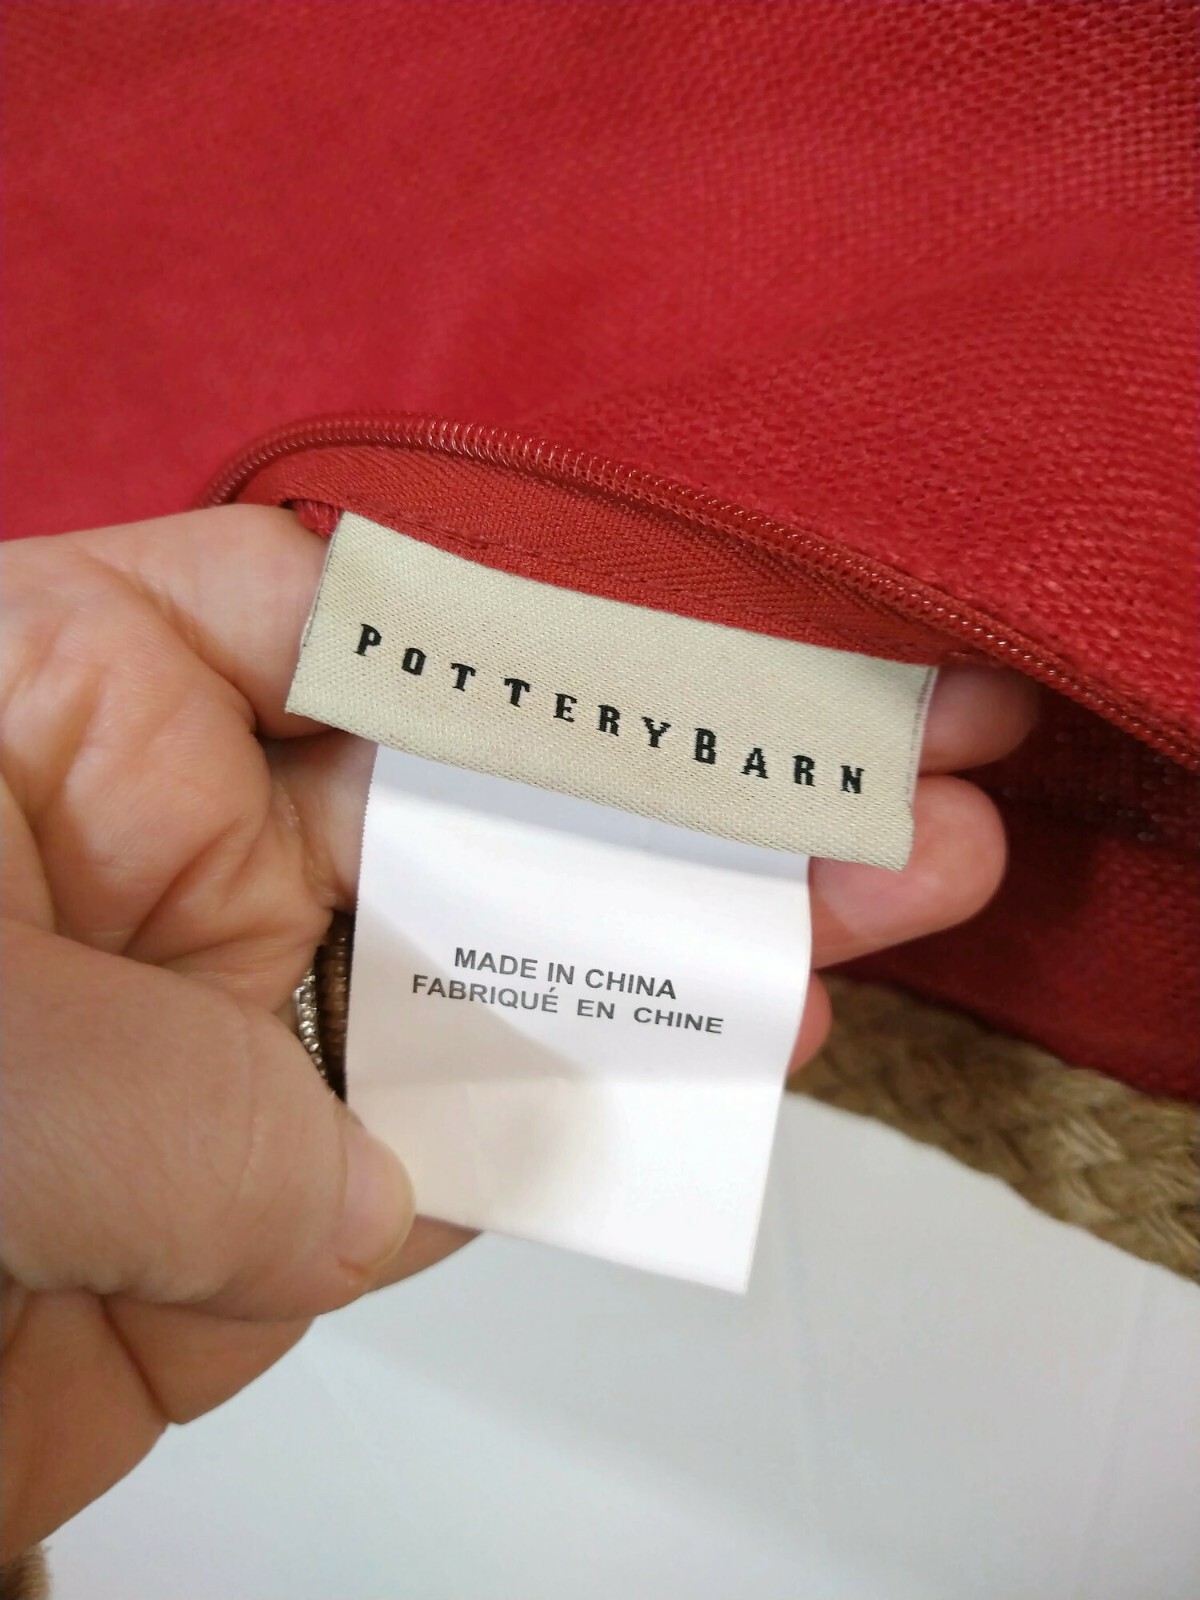 POTTERYBARN
MADE IN CHINA
FABRIQUÉ EN CHINE